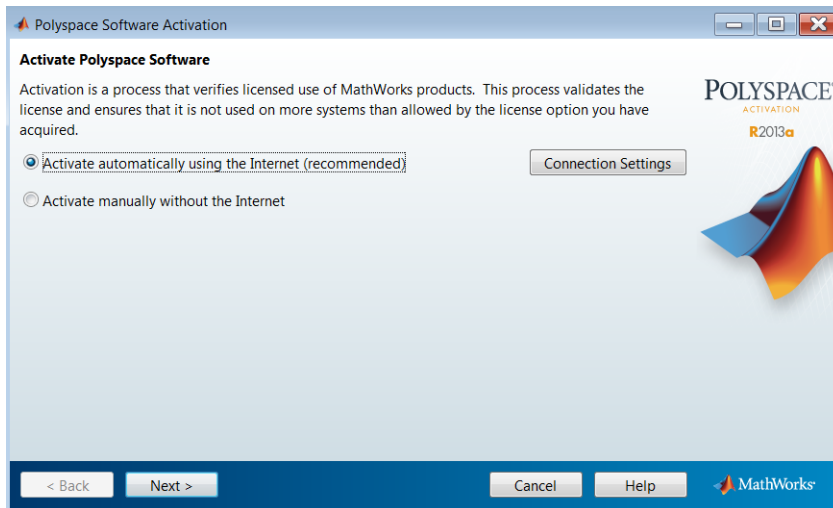 Polyspace Software Activation
Activate Polyspace Software
Activation is a process that verifies licensed use of MathWorks products. This process validates the
license and ensures that it is not used on more systems than allowed by the license option you have
acquired.
POLYSPACE®
ACTIVATION
R2013a
Activate automatically using the Internet (recommended)
Connection Settings
Activate manually without the Internet
< Back
Next >
Cancel
Help
MathWorks®